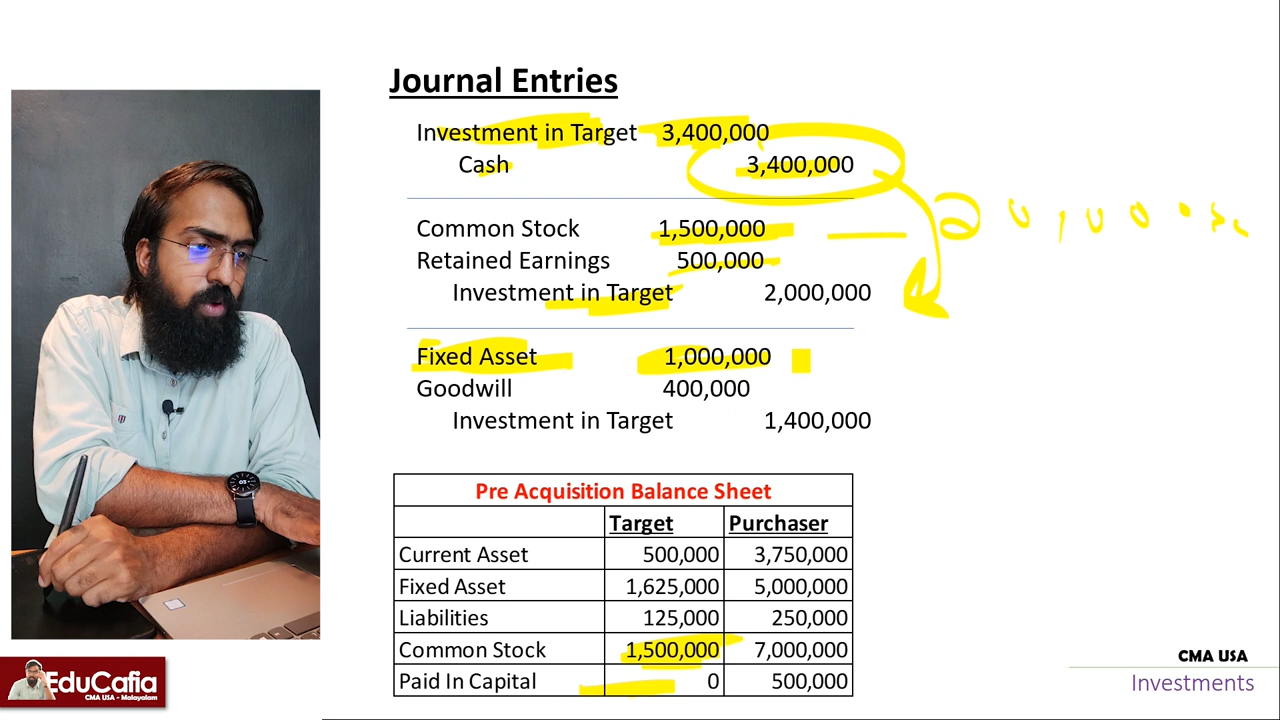 Journal Entries
Investment in Target 3,400,000
Cash 3,400,000
Common Stock 1,500,000
Retained Earnings 500,000
Investment in Target 2,000,000
Fixed Asset 1,000,000
Goodwill 400,000
Investment in Target 1,400,000
Pre Acquisition Balance Sheet
Target Purchaser
Current Asset 500,000 3,750,000
Fixed Asset 1,625,000 5,000,000
Liabilities 125,000 250,000
Common Stock 1,500,000 7,000,000
Paid In Capital 0 500,000
CMA USA
Investments
EduCafia
CMA USA - Malayalam